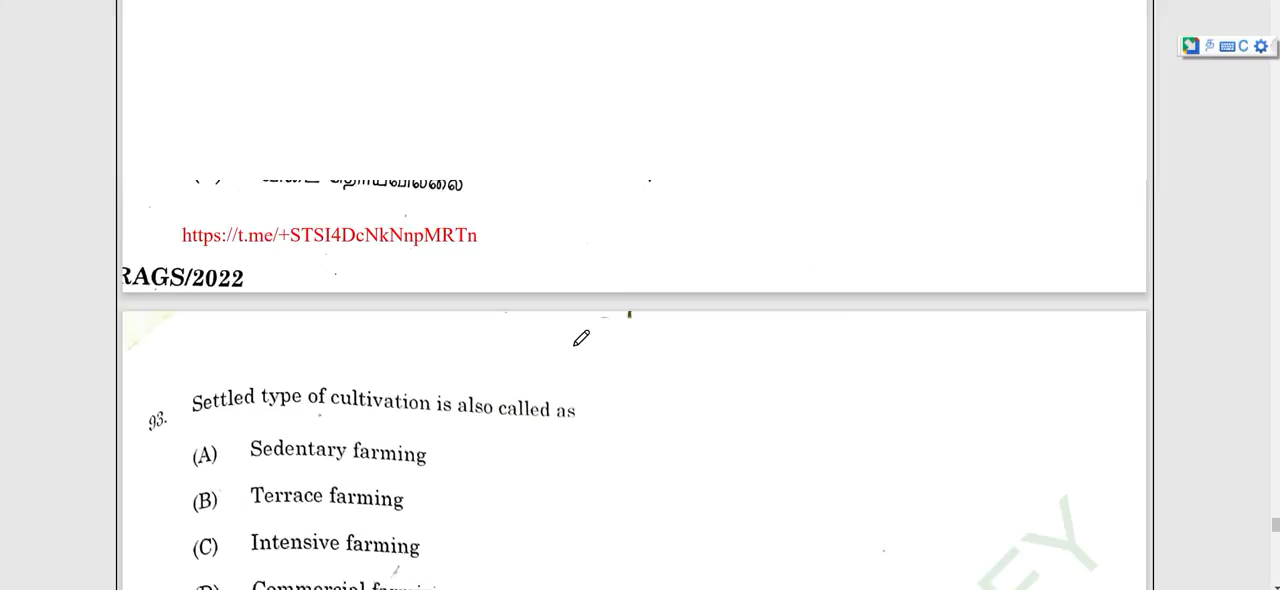 https://t.me/+STSI4DcNkNnpMRTn
RAGS/2022
93. Settled type of cultivation is also called as
(A) Sedentary farming
(B) Terrace farming
(C) Intensive farming
Commercial